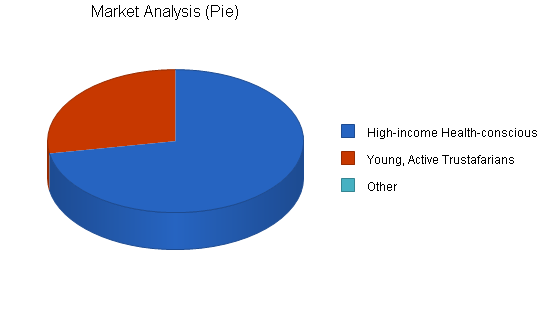 Market Analysis (Pie)
High-income Health-conscious
Young, Active Trustafarians
Other